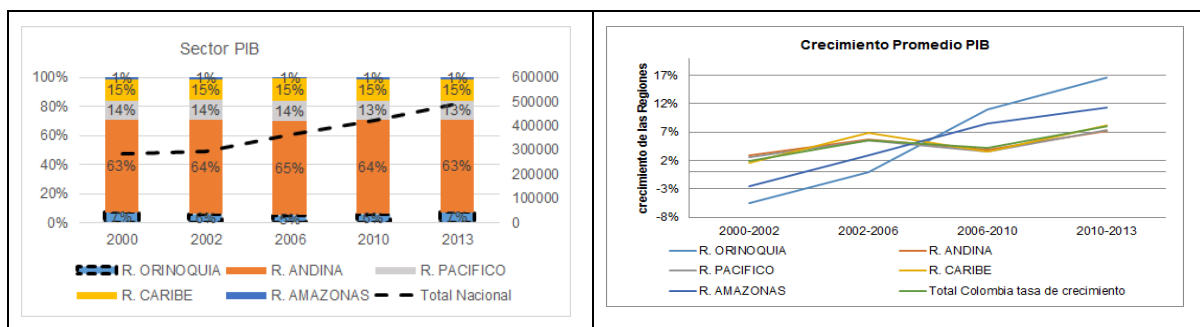 Sector PIB
100%
80%
60%
40%
20%
0%
1% 1% 1% 1% 1%
15% 15% 15% 15% 15%
14% 14% 14% 13% 13%
63% 64% 65% 64% 63%
7% 7%
600000
500000
400000
300000
200000
100000
0
2000 2002 2006 2010 2013
R. ORINOQUIA R. ANDINA R. PACIFICO
R. CARIBE R. AMAZONAS Total Nacional
Crecimiento Promedio PIB
crecimiento de las Regiones
17%
12%
7%
2%
-3%
-8%
2000-2002 2002-2006 2006-2010 2010-2013
R. ORINOQUIA R. ANDINA
R. PACIFICO R. CARIBE
R. AMAZONAS Total Colombia tasa de crecimiento